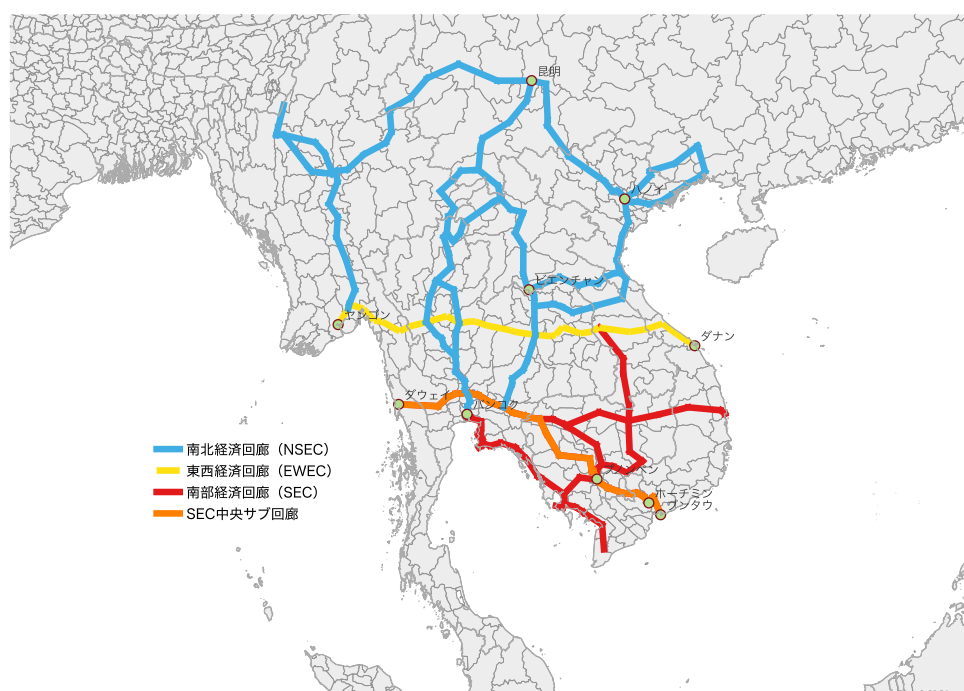 昆明
ハノイ
ビエンチャン
ヤンゴン
ダナン
ダウェイ
バンコク
南北経済回廊（NSEC）
東西経済回廊（EWEC）
南部経済回廊（SEC）
SEC中央サブ回廊
プノンペン
ホーチミン
ブンタウ